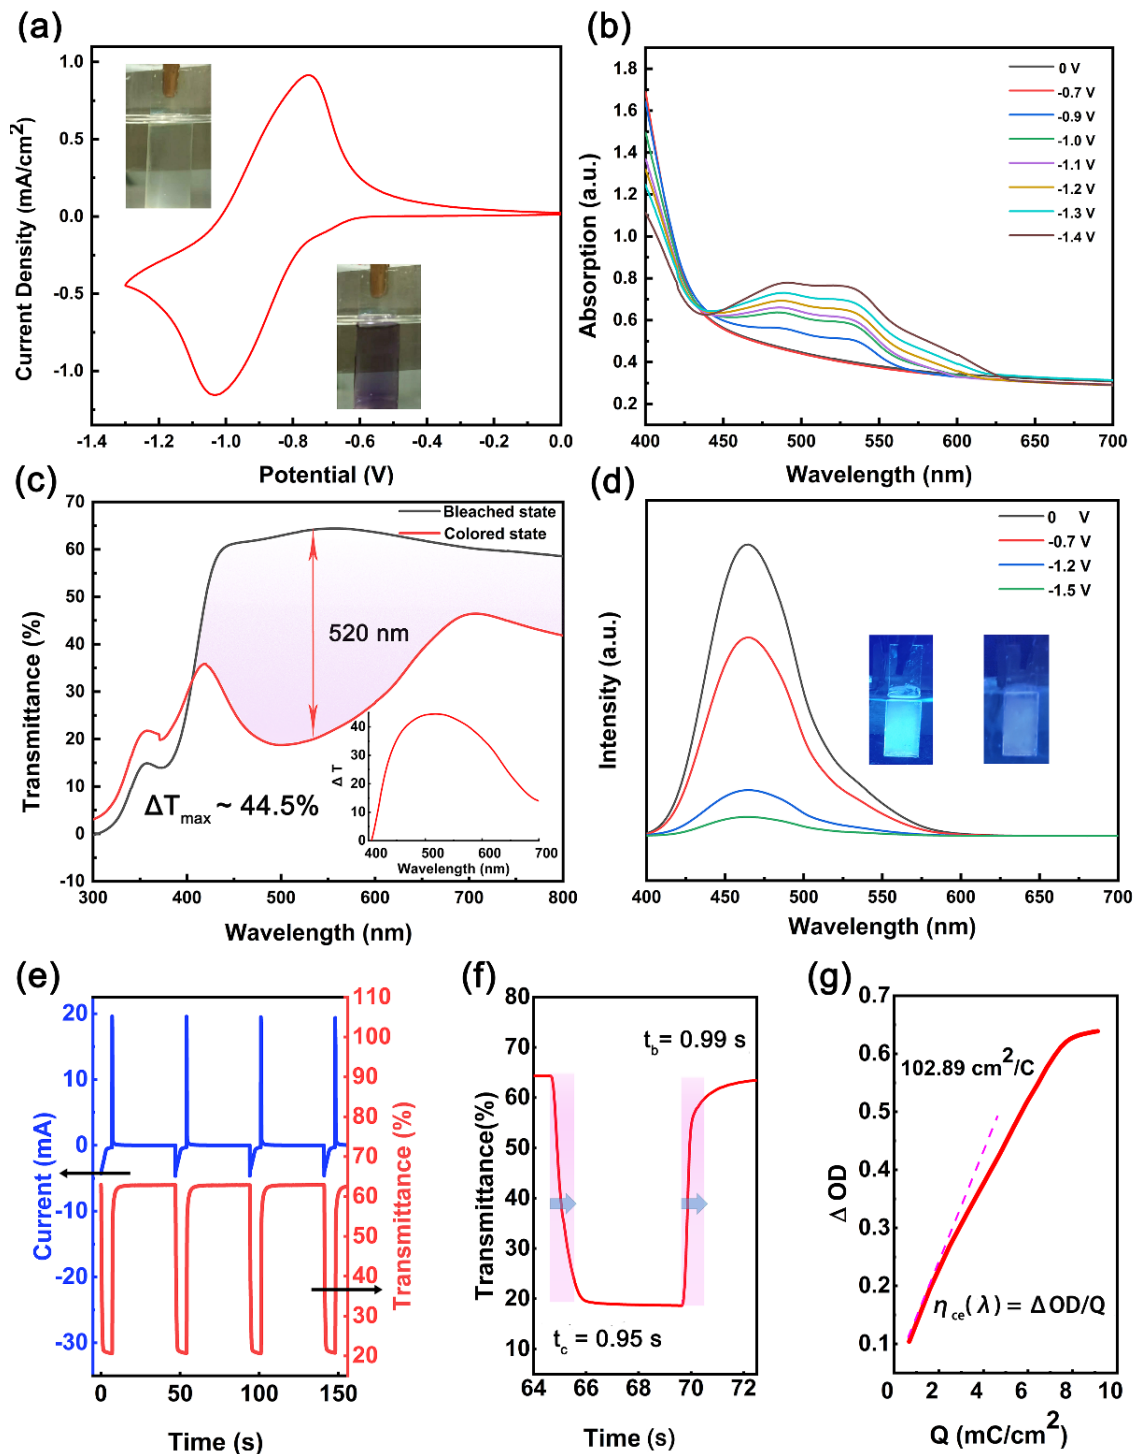 (a)
1.0
0.5
0.0
-0.5
-1.0
Current Density (mA/cm²)
-1.4 -1.2 -1.0 -0.8 -0.6 -0.4 -0.2 0.0
Potential (V)
(b)
1.8
1.6
1.4
1.2
1.0
0.8
0.6
0.4
0.2
Absorption (a.u.)
0 V
-0.7 V
-0.9 V
-1.0 V
-1.1 V
-1.2 V
-1.3 V
-1.4 V
400 450 500 550 600 650 700
Wavelength (nm)
(c)
70
60
50
40
30
20
10
0
-10
Transmittance (%)
Bleached state
Colored state
520 nm
ΔTmax ~ 44.5%
40
30
20
10
0
Δ T
400 500 600 700
Wavelength (nm)
300 400 500 600 700 800
Wavelength (nm)
(d)
Intensity (a.u.)
0 V
-0.7 V
-1.2 V
-1.5 V
400 450 500 550 600 650 700
Wavelength (nm)
(e)
20
10
0
-10
-20
-30
Current (mA)
110
100
90
80
70
60
50
40
30
20
Transmittance (%)
0 50 100 150
Time (s)
(f)
80
70
60
50
40
30
20
10
Transmittance(%)
tb = 0.99 s
tc = 0.95 s
64 66 68 70 72
Time (s)
(g)
0.7
0.6
0.5
0.4
0.3
0.2
0.1
Δ OD
102.89 cm²/C
η ce(λ) = Δ OD/Q
0 2 4 6 8 10
Q (mC/cm²)